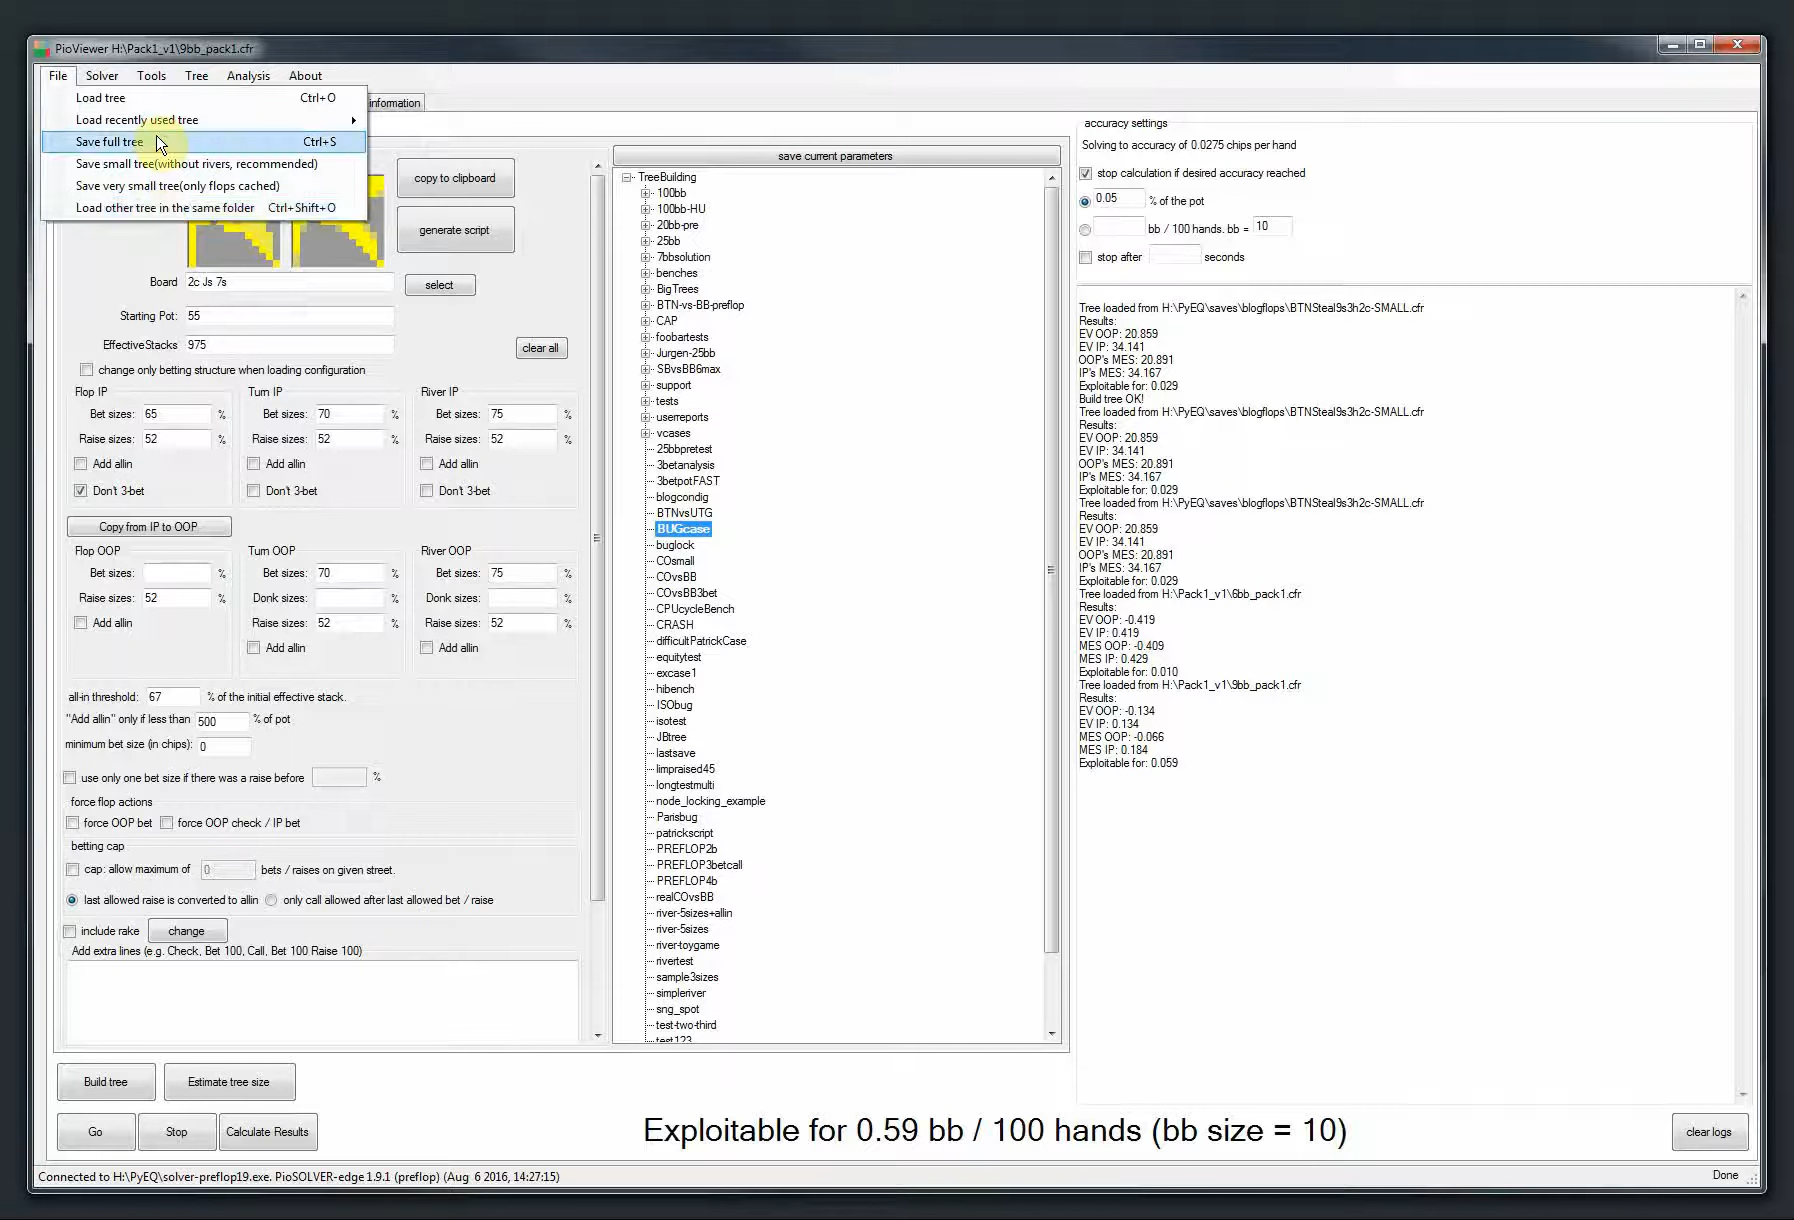 PioViewer H:\Pack1_v1\9bb_pack1.cfr
File Solver Tools Tree Analysis About
Load tree Ctrl+O
Load recently used tree
Save full tree Ctrl+S
Save small tree(without rivers, recommended)
Save very small tree(only flops cached)
Load other tree in the same folder Ctrl+Shift+O
information
copy to clipboard
generate script
Board 2c Js 7s
select
Starting Pot: 55
EffectiveStacks 975
clear all
change only betting structure when loading configuration
Flop IP
Bet sizes: 65 %
Raise sizes: 52 %
Add allin
Don't 3-bet
Turn IP
Bet sizes: 70 %
Raise sizes: 52 %
Add allin
Don't 3-bet
River IP
Bet sizes: 75 %
Raise sizes: 52 %
Add allin
Don't 3-bet
Copy from IP to OOP
Flop OOP
Bet sizes: %
Raise sizes: 52 %
Add allin
Turn OOP
Bet sizes: 70 %
Donk sizes: %
Raise sizes: 52 %
Add allin
River OOP
Bet sizes: 75 %
Donk sizes: %
Raise sizes: 52 %
Add allin
all-in threshold: 67 % of the initial effective stack.
"Add allin" only if less than 500 % of pot
minimum bet size (in chips): 0
use only one bet size if there was a raise before %
force flop actions
force OOP bet force OOP check / IP bet
betting cap
cap: allow maximum of 0 bets / raises on given street.
last allowed raise is converted to allin only call allowed after last allowed bet / raise
include rake change
Add extra lines (e.g. Check, Bet 100, Call, Bet 100 Raise 100)
Build tree Estimate tree size
Go Stop Calculate Results
save current parameters
TreeBuilding
100bb
100bb-HU
20bb-pre
25bb
7bbsolution
benches
BigTrees
BTN-vs-BB-preflop
CAP
foobartests
Jurgen-25bb
SBvsBB6max
support
tests
userreports
vcases
25bbpretest
3betanalysis
3betpotFAST
blogcondig
BTNvsUTG
BUGcase
buglock
COsmall
COvsBB
COvsBB3bet
CPUcycleBench
CRASH
difficultPatrickCase
equitytest
excase1
hibench
ISObug
isotest
JBtree
lastsave
limpraised45
longtestmulti
node_locking_example
Parisbug
patrickscript
PREFLOP2b
PREFLOP3betcall
PREFLOP4b
realCOvsBB
river-5sizes+allin
river-5sizes
river-toygame
rivertest
sample3sizes
simpleriver
sng_spot
test-two-third
test123
accuracy settings
Solving to accuracy of 0.0275 chips per hand
stop calculation if desired accuracy reached
0.05 % of the pot
bb / 100 hands. bb = 10
stop after seconds
Tree loaded from H:\PyEQ\saves\blogflops\BTNSteal9s3h2c-SMALL.cfr
Results:
EV OOP: 20.859
EV IP: 34.141
OOP's MES: 20.891
IP's MES: 34.167
Exploitable for: 0.029
Build tree OK!
Tree loaded from H:\PyEQ\saves\blogflops\BTNSteal9s3h2c-SMALL.cfr
Results:
EV OOP: 20.859
EV IP: 34.141
OOP's MES: 20.891
IP's MES: 34.167
Exploitable for: 0.029
Tree loaded from H:\PyEQ\saves\blogflops\BTNSteal9s3h2c-SMALL.cfr
Results:
EV OOP: 20.859
EV IP: 34.141
OOP's MES: 20.891
IP's MES: 34.167
Exploitable for: 0.029
Tree loaded from H:\Pack1_v1\6bb_pack1.cfr
Results:
EV OOP: -0.419
EV IP: 0.419
MES OOP: -0.409
MES IP: 0.429
Exploitable for: 0.010
Tree loaded from H:\Pack1_v1\9bb_pack1.cfr
Results:
EV OOP: -0.134
EV IP: 0.134
MES OOP: -0.066
MES IP: 0.184
Exploitable for: 0.059
Exploitable for 0.59 bb / 100 hands (bb size = 10)
clear logs
Connected to H:\PyEQ\solver-preflop19.exe. PioSOLVER-edge 1.9.1 (preflop) (Aug 6 2016, 14:27:15)
Done